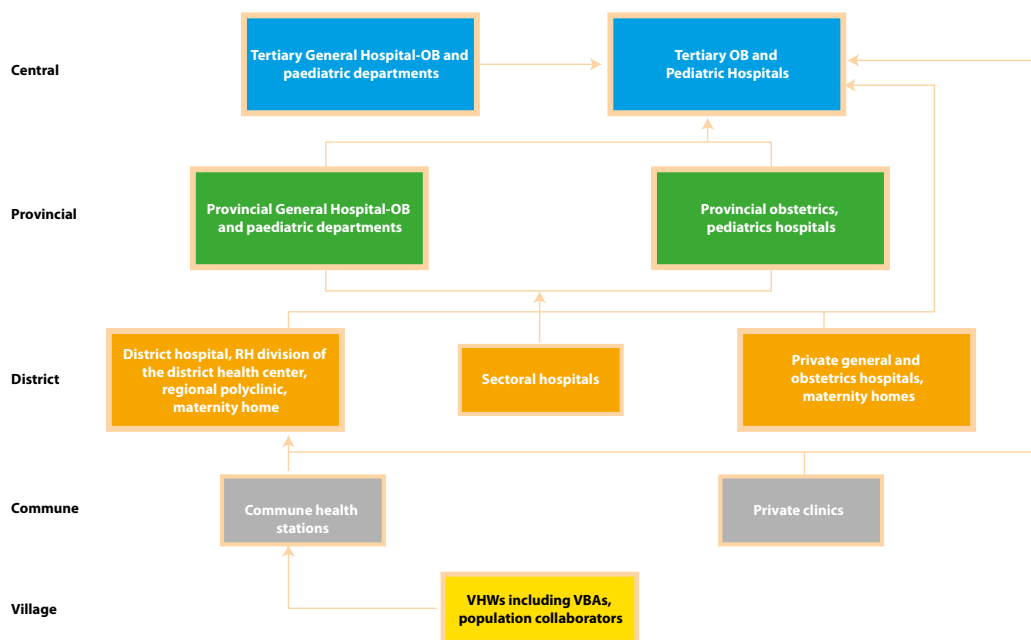 Central
Tertiary General Hospital-OB and
paediatric departments
Tertiary OB and
Pediatric Hospitals
Provincial
Provincial General Hospital-OB
and paediatric departments
Provincial obstetrics,
pediatrics hospitals
District
District hospital, RH division of
the district health center,
regional polyclinic,
maternity home
Sectoral hospitals
Private general and
obstetrics hospitals,
maternity homes
Commune
Commune health
stations
Private clinics
Village
VHWs including VBAs,
population collaborators